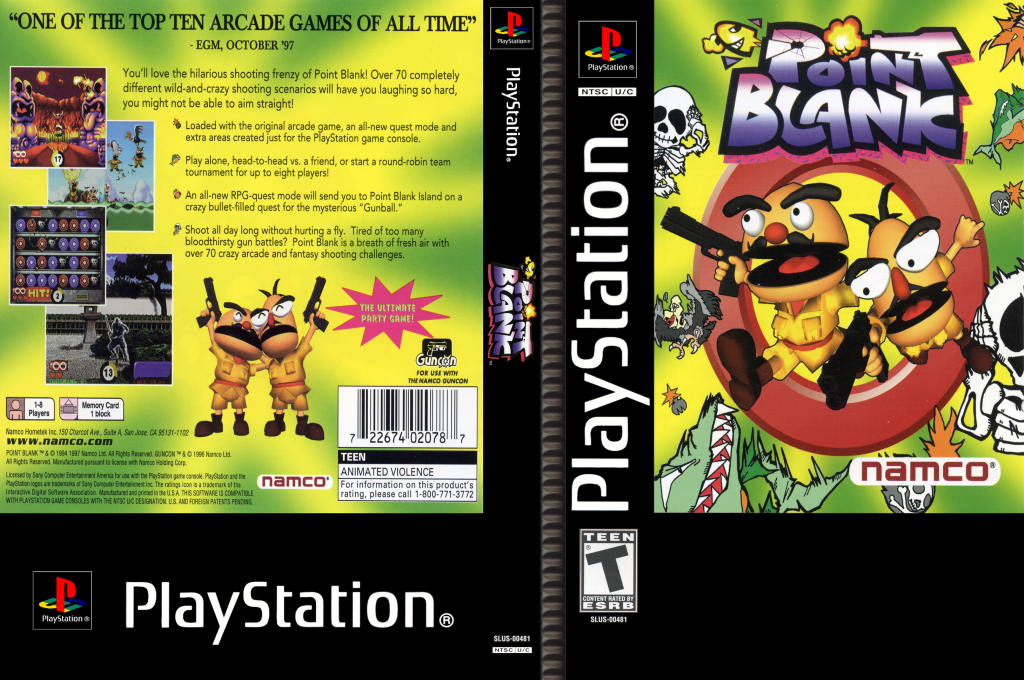 "ONE OF THE TOP TEN ARCADE GAMES OF ALL TIME"
- EGM, OCTOBER '97
You'll love the hilarious shooting frenzy of Point Blank! Over 70 completely
different wild-and-crazy shooting scenarios will have you laughing so hard,
you might not be able to aim straight!
Loaded with the original arcade game, an all-new quest mode and
extra areas created just for the PlayStation game console.
Play alone, head-to-head vs. a friend, or start a round-robin team
tournament for up to eight players!
An all-new RPG-quest mode will send you to Point Blank Island on a
crazy bullet-filled quest for the mysterious "Gunball."
Shoot all day long without hurting a fly. Tired of too many
bloodthirsty gun battles? Point Blank is a breath of fresh air with
over 70 crazy arcade and fantasy shooting challenges.
17
HIT!
2
13
THE ULTIMATE
PARTY GAME!
GunCon
FOR USE WITH
THE NAMCO GUNCON
1-8
Players
Memory Card
1 block
Namco Hometek Inc. 150 Charcot Ave., Suite A, San Jose, CA 95131-1102
www.namco.com
POINT BLANK ™ & © 1994 1997 Namco Ltd. All Rights Reserved. GUNCON ™ & © 1996 Namco Ltd.
All Rights Reserved. Manufactured pursuant to license with Namco Holding Corp.
Licensed by Sony Computer Entertainment America for use with the PlayStation game console. PlayStation and the
PlayStation logos are trademarks of Sony Computer Entertainment Inc. The ratings icon is a trademark of the
Interactive Digital Software Association. Manufactured and printed in the U.S.A. THIS SOFTWARE IS COMPATIBLE
WITH PLAYSTATION GAME CONSOLES WITH THE NTSC U/C DESIGNATION. U.S. AND FOREIGN PATENTS PENDING.
namco®
7 22674 02078 7
TEEN
ANIMATED VIOLENCE
For information on this product's
rating, please call 1-800-771-3772
PlayStation®
PlayStation®
PlayStation®
PlayStation®
POINT
BLANK™
SLUS-00481
NTSC U/C
PlayStation®
NTSC U/C
PlayStation®
TEEN
T
CONTENT RATED BY
ESRB
SLUS-00481
POINT
BLANK™
namco®